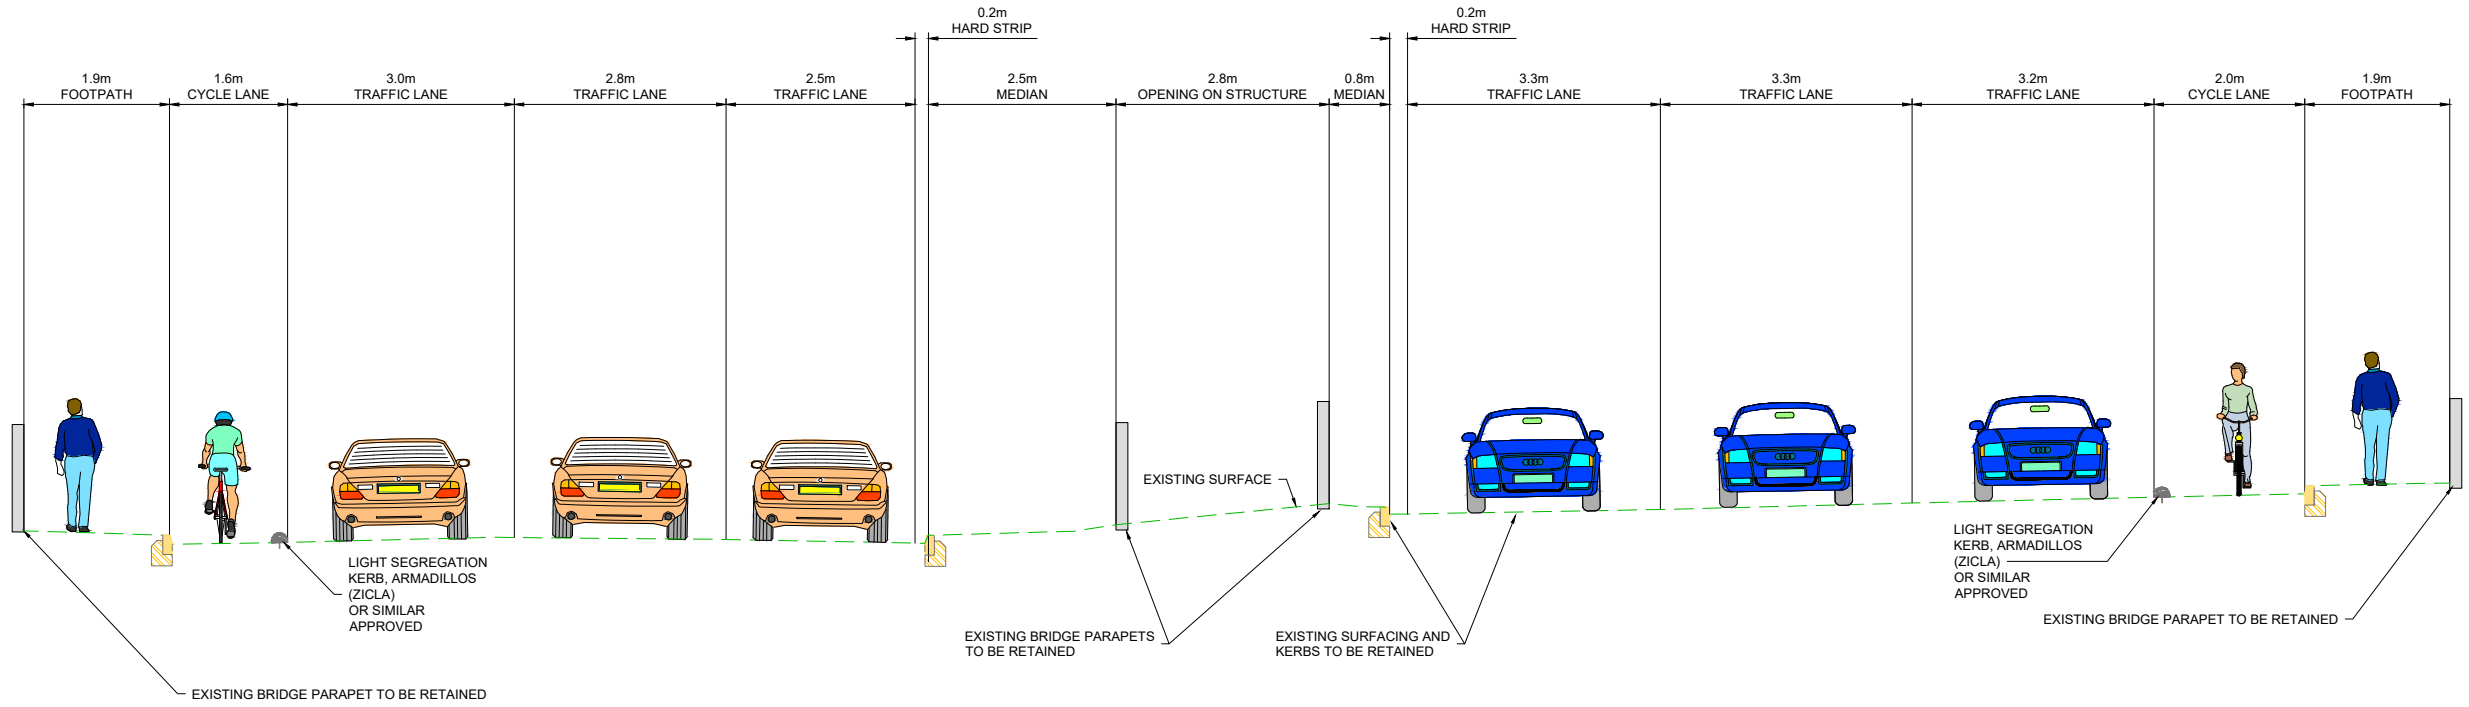 0.2m
HARD STRIP
0.2m
HARD STRIP
1.9m
FOOTPATH
1.6m
CYCLE LANE
3.0m
TRAFFIC LANE
2.8m
TRAFFIC LANE
2.5m
TRAFFIC LANE
2.5m
MEDIAN
2.8m
OPENING ON STRUCTURE
0.8m
MEDIAN
3.3m
TRAFFIC LANE
3.3m
TRAFFIC LANE
3.2m
TRAFFIC LANE
2.0m
CYCLE LANE
1.9m
FOOTPATH
EXISTING SURFACE
LIGHT SEGREGATION
KERB, ARMADILLOS
(ZICLA)
OR SIMILAR
APPROVED
EXISTING BRIDGE PARAPET TO BE RETAINED
EXISTING BRIDGE PARAPETS
TO BE RETAINED
EXISTING SURFACING AND
KERBS TO BE RETAINED
LIGHT SEGREGATION
KERB, ARMADILLOS
(ZICLA)
OR SIMILAR
APPROVED
EXISTING BRIDGE PARAPET TO BE RETAINED